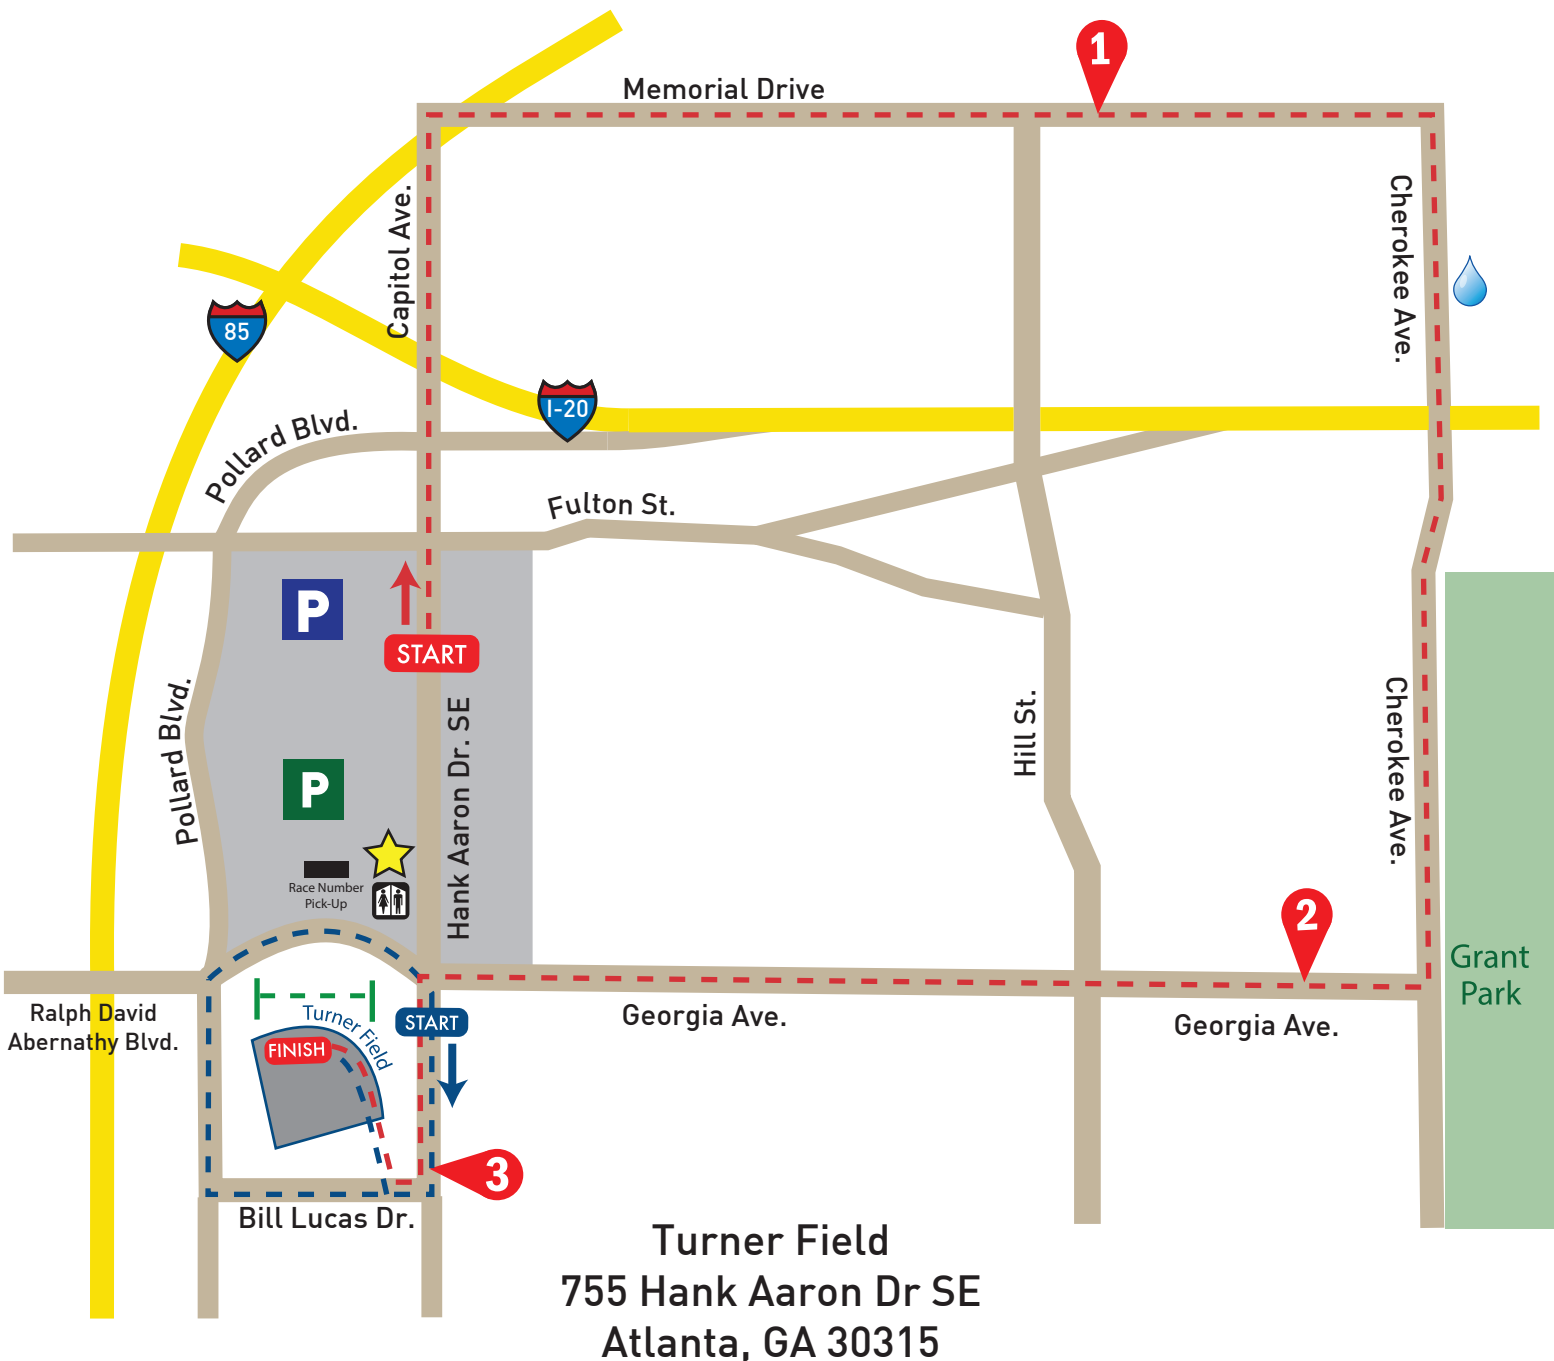 1
Memorial Drive
Capitol Ave.
Cherokee Ave.
85
I-20
Pollard Blvd.
Fulton St.
P
START
Pollard Blvd.
Hank Aaron Dr. SE
Hill St.
Cherokee Ave.
P
Race Number
Pick-Up
2
Grant
Park
Ralph David
Abernathy Blvd.
Turner Field
START
FINISH
Georgia Ave.
Georgia Ave.
3
Bill Lucas Dr.
Turner Field
755 Hank Aaron Dr SE
Atlanta, GA 30315